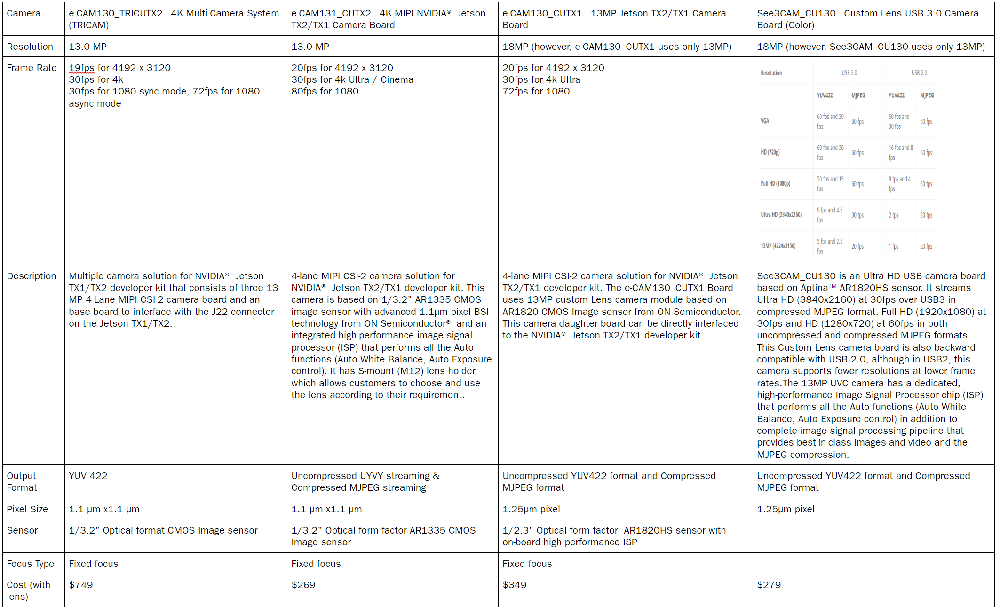 Camera
e-CAM130_TRICUTX2 - 4K Multi-Camera System
(TRICAM)
e-CAM131_CUTX2 - 4K MIPI NVIDIA® Jetson
TX2/TX1 Camera Board
e-CAM130_CUTX1 - 13MP Jetson TX2/TX1 Camera
Board
See3CAM_CU130 - Custom Lens USB 3.0 Camera
Board (Color)
Resolution
13.0 MP
13.0 MP
18MP (however, e-CAM130_CUTX1 uses only 13MP)
18MP (however, See3CAM_CU130 uses only 13MP)
Frame Rate
19fps for 4192 x 3120
30fps for 4k
30fps for 1080 sync mode, 72fps for 1080
async mode
20fps for 4192 x 3120
30fps for 4k Ultra / Cinema
80fps for 1080
20fps for 4192 x 3120
30fps for 4k Ultra
72fps for 1080
Resolution USB 3.0 USB 2.0
YUV422 MJPEG YUV422 MJPEG
VGA
60 fps and 30
fps
60 fps
60 fps and
30 fps
60 fps
HD (720p)
60 fps and 30
fps
60 fps
16 fps and 8
fps
60 fps
Full HD (1080p)
30 fps and 15
fps
60 fps
8 fps and 4
fps
60 fps
Ultra HD (3840x2160)
9 fps and 4.5
fps
30 fps
2 fps
30 fps
13MP (4224x3156)
5 fps and 2.5
fps
20 fps
1 fps
20 fps
Description
Multiple camera solution for NVIDIA® Jetson
TX1/TX2 developer kit that consists of three 13
MP 4-Lane MIPI CSI-2 camera board and an
base board to interface with the J22 connector
on the Jetson TX1/TX2.
4-lane MIPI CSI-2 camera solution for
NVIDIA® Jetson TX2/TX1 developer kit. This
camera is based on 1/3.2" AR1335 CMOS
image sensor with advanced 1.1µm pixel BSI
technology from ON Semiconductor® and an
integrated high-performance image signal
processor (ISP) that performs all the Auto
functions (Auto White Balance, Auto Exposure
control). It has S-mount (M12) lens holder
which allows customers to choose and use
the lens according to their requirement.
4-lane MIPI CSI-2 camera solution for NVIDIA® Jetson
TX2/TX1 developer kit. The e-CAM130_CUTX1 Board
uses 13MP custom Lens camera module based on
AR1820 CMOS Image sensor from ON Semiconductor.
This camera daughter board can be directly interfaced
to the NVIDIA® Jetson TX2/TX1 developer kit.
See3CAM_CU130 is an Ultra HD USB camera board
based on Aptina™ AR1820HS sensor. It streams
Ultra HD (3840x2160) at 30fps over USB3 in
compressed MJPEG format, Full HD (1920x1080) at
30fps and HD (1280x720) at 60fps in both
uncompressed and compressed MJPEG formats.
This Custom Lens camera board is also backward
compatible with USB 2.0, although in USB2, this
camera supports fewer resolutions at lower frame
rates.The 13MP UVC camera has a dedicated,
high-performance Image Signal Processor chip (ISP)
that performs all the Auto functions (Auto White
Balance, Auto Exposure control) in addition to
complete image signal processing pipeline that
provides best-in-class images and video and the
MJPEG compression.
Output
Format
YUV 422
Uncompressed UYVY streaming &
Compressed MJPEG streaming
Uncompressed YUV422 format and Compressed
MJPEG format
Uncompressed YUV422 format and Compressed
MJPEG format
Pixel Size
1.1 µm x1.1 µm
1.1 µm x1.1 µm
1.25µm pixel
1.25µm pixel
Sensor
1/3.2" Optical format CMOS Image sensor
1/3.2" Optical form factor AR1335 CMOS
Image sensor
1/2.3" Optical form factor AR1820HS sensor with
on-board high performance ISP
Focus Type
Fixed focus
Fixed focus
Fixed focus
Cost (with
lens)
$749
$269
$349
$279